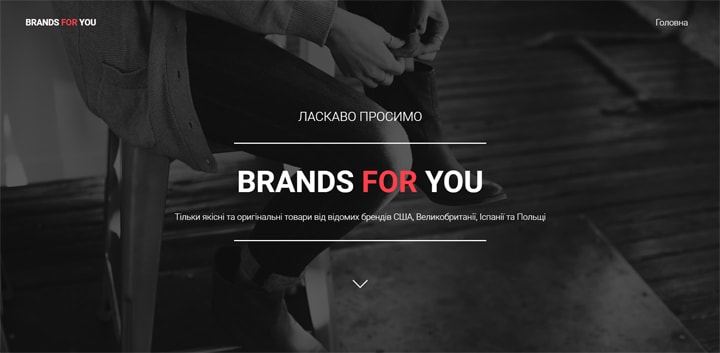 BRANDS FOR YOU
Головна
ЛАСКАВО ПРОСИМО
BRANDS FOR YOU
Тільки якісні та оригінальні товари від відомих брендів США, Великобританії, Іспанії та Польщі